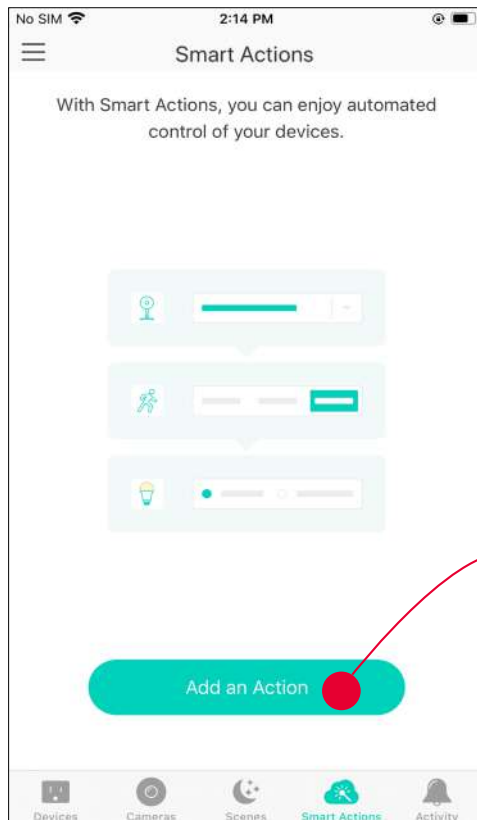 No SIM 2:14 PM
Smart Actions
With Smart Actions, you can enjoy automated
control of your devices.
Add an Action
Devices Cameras Scenes Smart Actions Activity